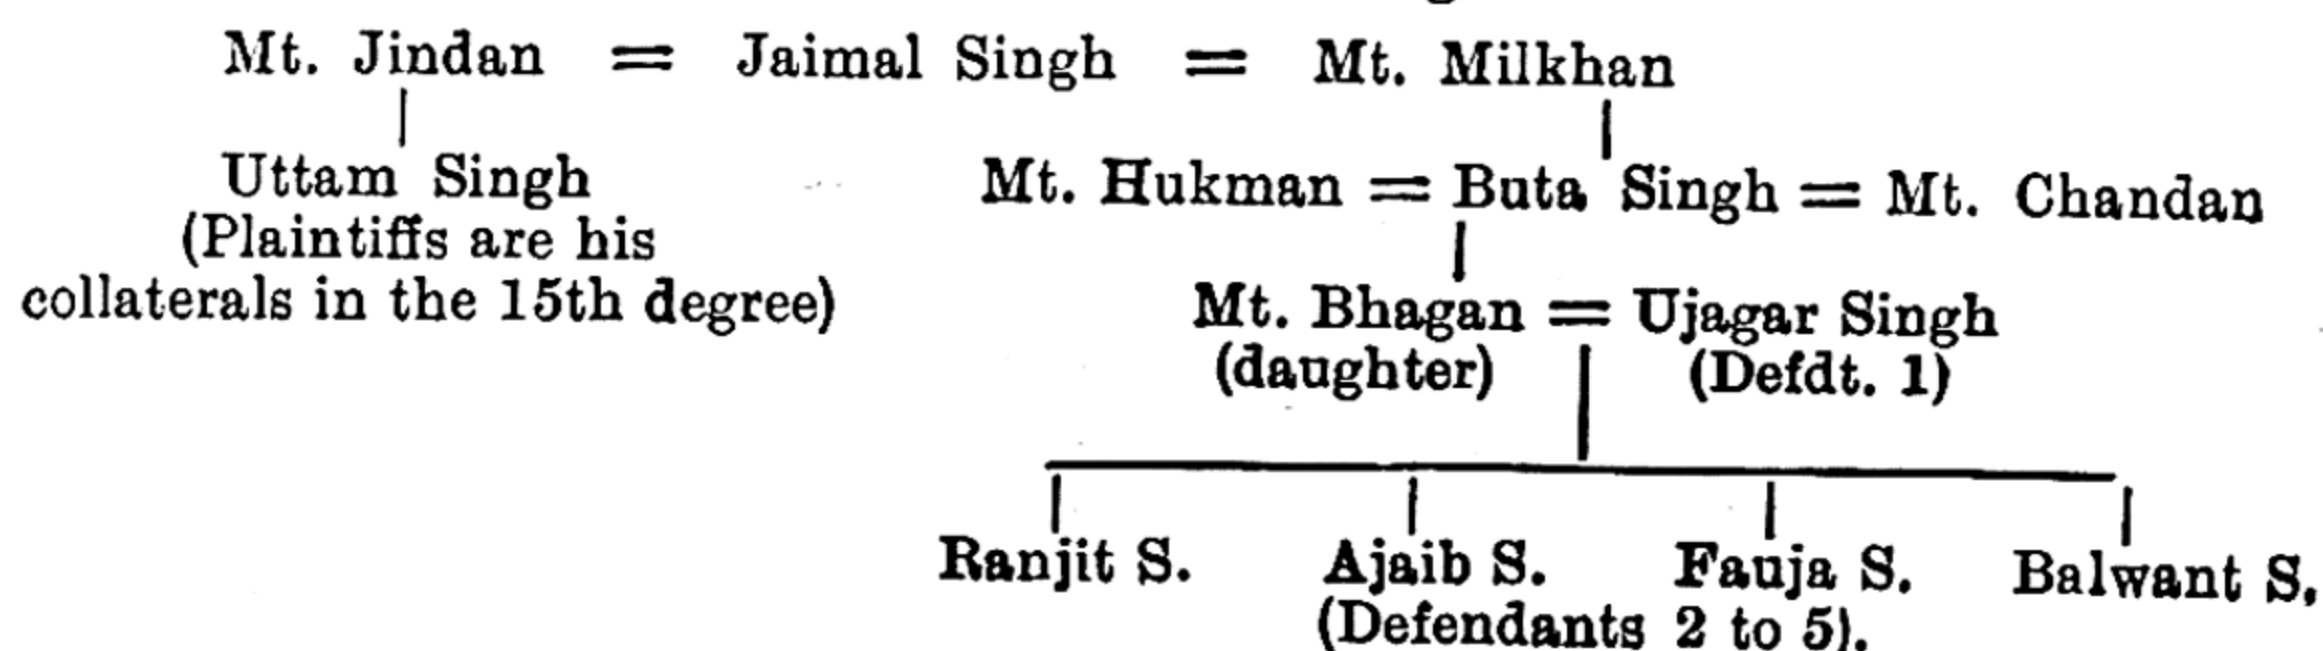 Mt. Jindan = Jaimal Singh = Mt. Milkhan
Uttam Singh
Mt. Hukman = Buta Singh = Mt. Chandan
(Plaintiffs are his
collaterals in the 15th degree)
Mt. Bhagan = Ujagar Singh
(daughter) (Defdt. 1)
Ranjit S. Ajaib S. Fauja S. Balwant S.
(Defendants 2 to 5).